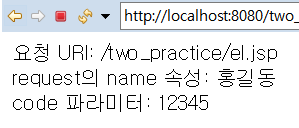 http://localhost:8080/two_
요청 URI: /two_practice/el.jsp
request의 name 속성: 홍길동
code 파라미터: 12345